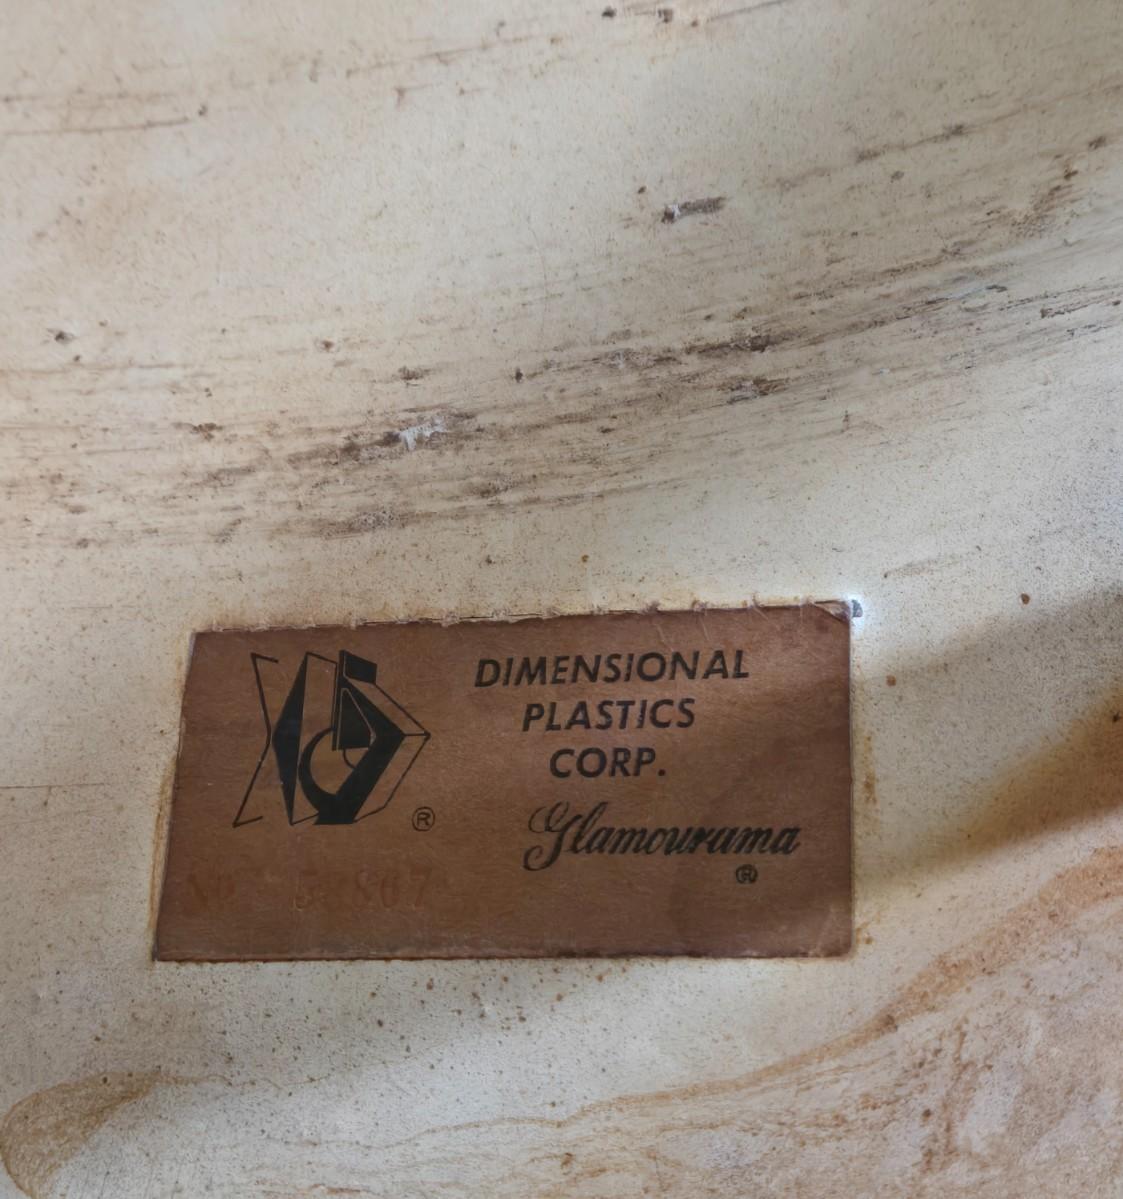 DIMENSIONAL
PLASTICS
CORP.
®
Glamourama
®